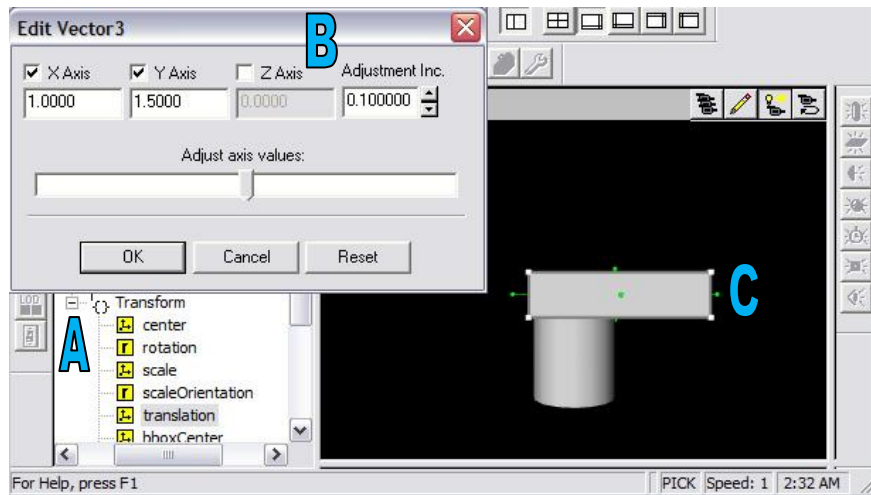 Edit Vector3
B
X Axis
Y Axis
Z Axis
Adjustment Inc.
1.0000
1.5000
0.0000
0.100000
Adjust axis values:
OK
Cancel
Reset
C
LOD
A
Transform
center
rotation
scale
scaleOrientation
translation
bboxCenter
For Help, press F1
PICK
Speed: 1
2:32 AM